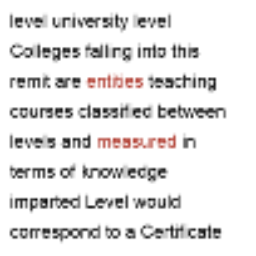 level university level
Colleges falling into this
remit are entities teaching
courses classified between
levels and measured in
terms of knowledge
imparted Level would
correspond to a Certificate